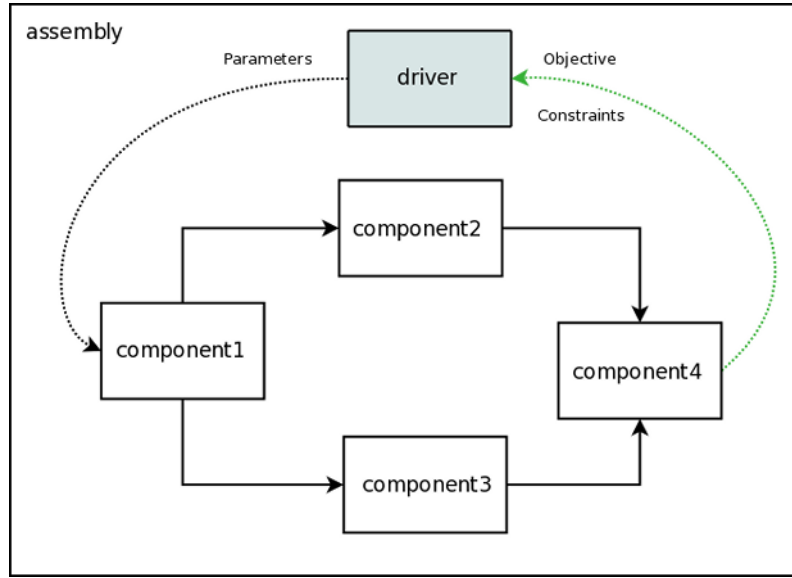 assembly
Parameters
driver
Objective
Constraints
component2
component1
component4
component3